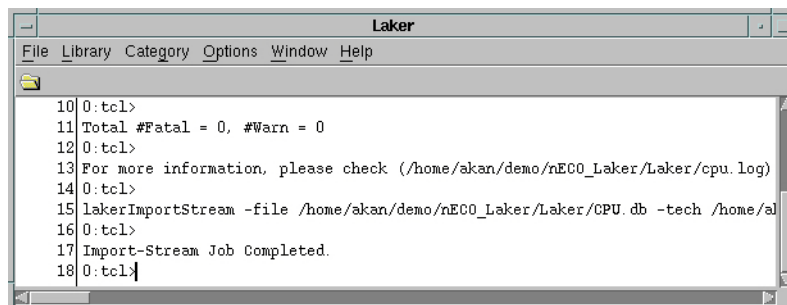 Laker
File Library Category Options Window Help
10 0:tcl>
11 Total #Fatal = 0, #Warn = 0
12 0:tcl>
13 For more information, please check (/home/akan/demo/nECO_Laker/Laker/cpu.log)
14 0:tcl>
15 lakerImportStream -file /home/akan/demo/nECO_Laker/Laker/CPU.db -tech
16 0:tcl>
17 Import-Stream Job Completed.
18 0:tcl>